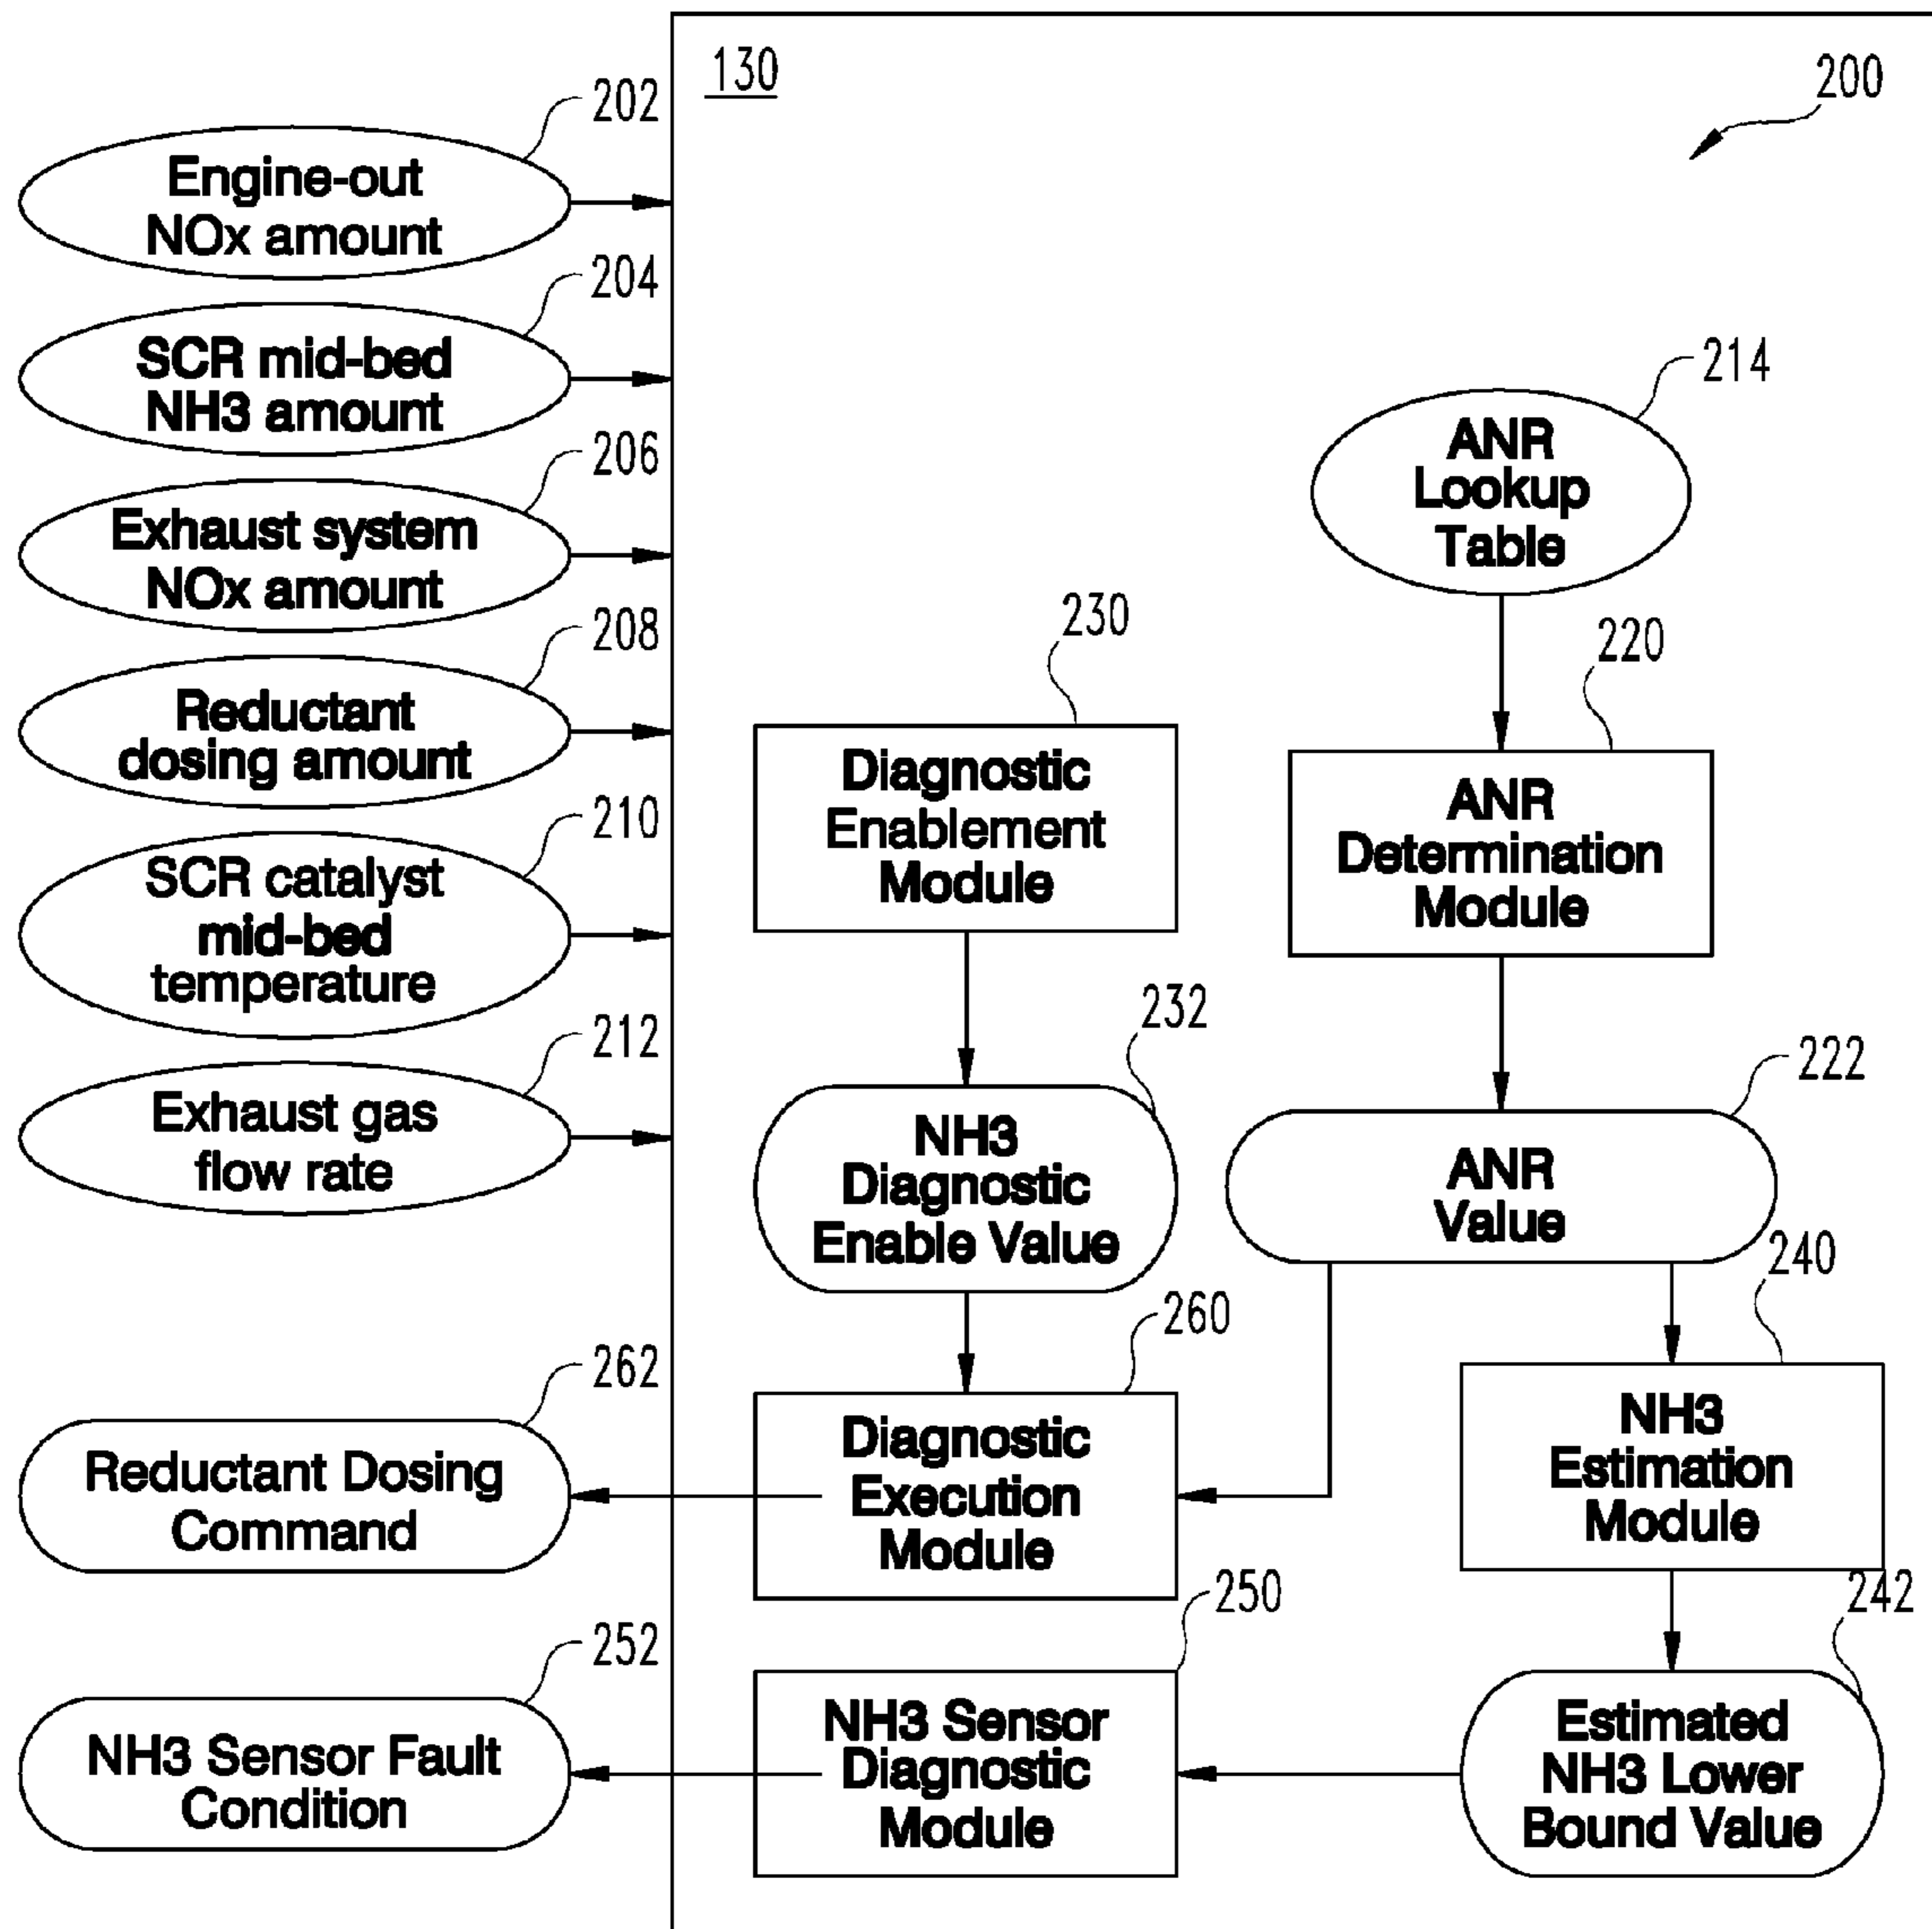 130
200
202
Engine-out
NOx amount
204
SCR mid-bed
NH3 amount
206
Exhaust system
NOx amount
208
Reductant
dosing amount
210
SCR catalyst
mid-bed
temperature
212
Exhaust gas
flow rate
214
ANR
Lookup
Table
220
ANR
Determination
Module
230
Diagnostic
Enablement
Module
232
NH3
Diagnostic
Enable Value
222
ANR
Value
240
NH3
Estimation
Module
260
Diagnostic
Execution
Module
262
Reductant Dosing
Command
242
Estimated
NH3 Lower
Bound Value
250
NH3 Sensor
Diagnostic
Module
252
NH3 Sensor Fault
Condition